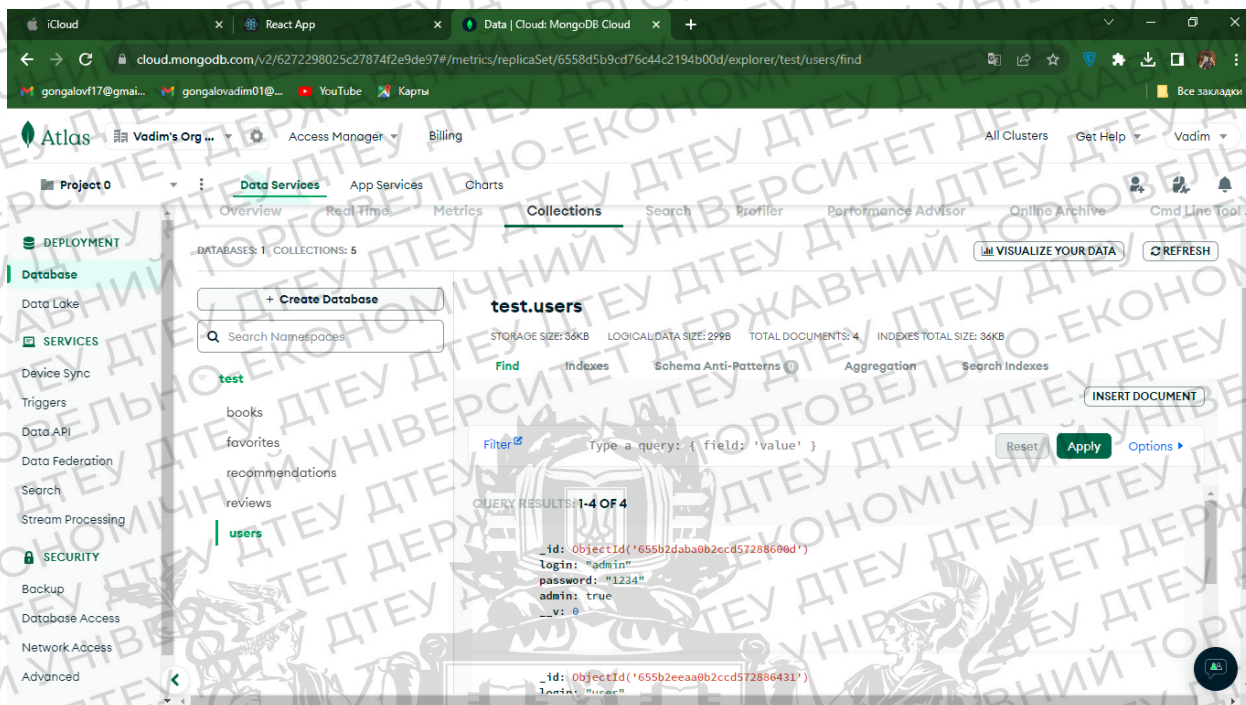 iCloud
React App
Data | Cloud: MongoDB Cloud
cloud.mongodb.com/v2/6272298025c27874f2e9de97#/metrics/replicaSet/6558d5b9cd76c44c2194b00d/explorer/test/users/find
gongalovf17@gmai...
gongalovadim01@...
YouTube
Карты
Все закладки
Atlas
Vadim's Org ...
Access Manager
Billing
All Clusters
Get Help
Vadim
Project 0
Data Services
App Services
Charts
Overview
Real Time
Metrics
Collections
Search
Profiler
Performance Advisor
Online Archive
Cmd Line Tool
DEPLOYMENT
Database
Data Lake
SERVICES
Device Sync
Triggers
Data API
Data Federation
Search
Stream Processing
SECURITY
Backup
Database Access
Network Access
Advanced
DATABASES: 1 COLLECTIONS: 5
VISUALIZE YOUR DATA
REFRESH
+ Create Database
Search Namespaces
test
books
favorites
recommendations
reviews
users
test.users
STORAGE SIZE: 36KB LOGICAL DATA SIZE: 299B TOTAL DOCUMENTS: 4 INDEXES TOTAL SIZE: 36KB
Find
Indexes
Schema Anti-Patterns 0
Aggregation
Search Indexes
INSERT DOCUMENT
Filter
Type a query: { field: 'value' }
Reset
Apply
Options
QUERY RESULTS: 1-4 OF 4
_id: ObjectId('655b2daba0b2ccd57288600d')
login: "admin"
password: "1234"
admin: true
__v: 0
_id: ObjectId('655b2eeaa0b2ccd572886431')
login: "user"